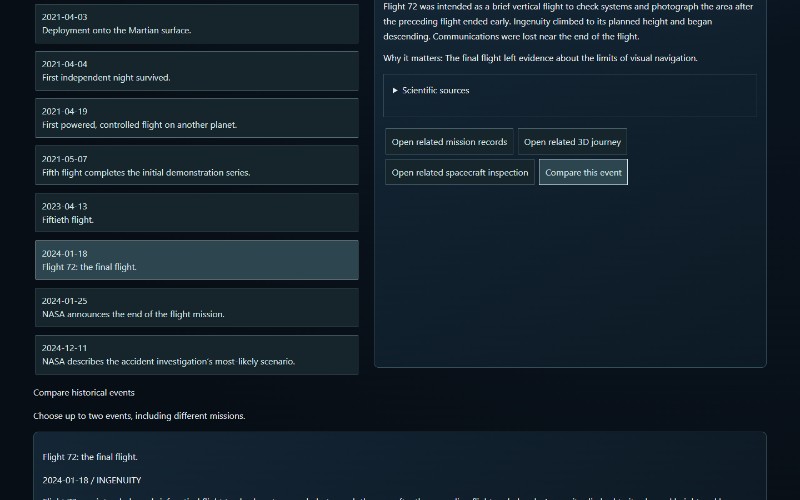 2021-04-03
Deployment onto the Martian surface.
2021-04-04
First independent night survived.
2021-04-19
First powered, controlled flight on another planet.
2021-05-07
Fifth flight completes the initial demonstration series.
2023-04-13
Fiftieth flight.
2024-01-18
Flight 72: the final flight.
2024-01-25
NASA announces the end of the flight mission.
2024-12-11
NASA describes the accident investigation's most-likely scenario.
Flight 72 was intended as a brief vertical flight to check systems and photograph the area after
the preceding flight ended early. Ingenuity climbed to its planned height and began
descending. Communications were lost near the end of the flight.
Why it matters: The final flight left evidence about the limits of visual navigation.
Scientific sources
Open related mission records
Open related 3D journey
Open related spacecraft inspection
Compare this event
Compare historical events
Choose up to two events, including different missions.
Flight 72: the final flight.
2024-01-18 / INGENUITY